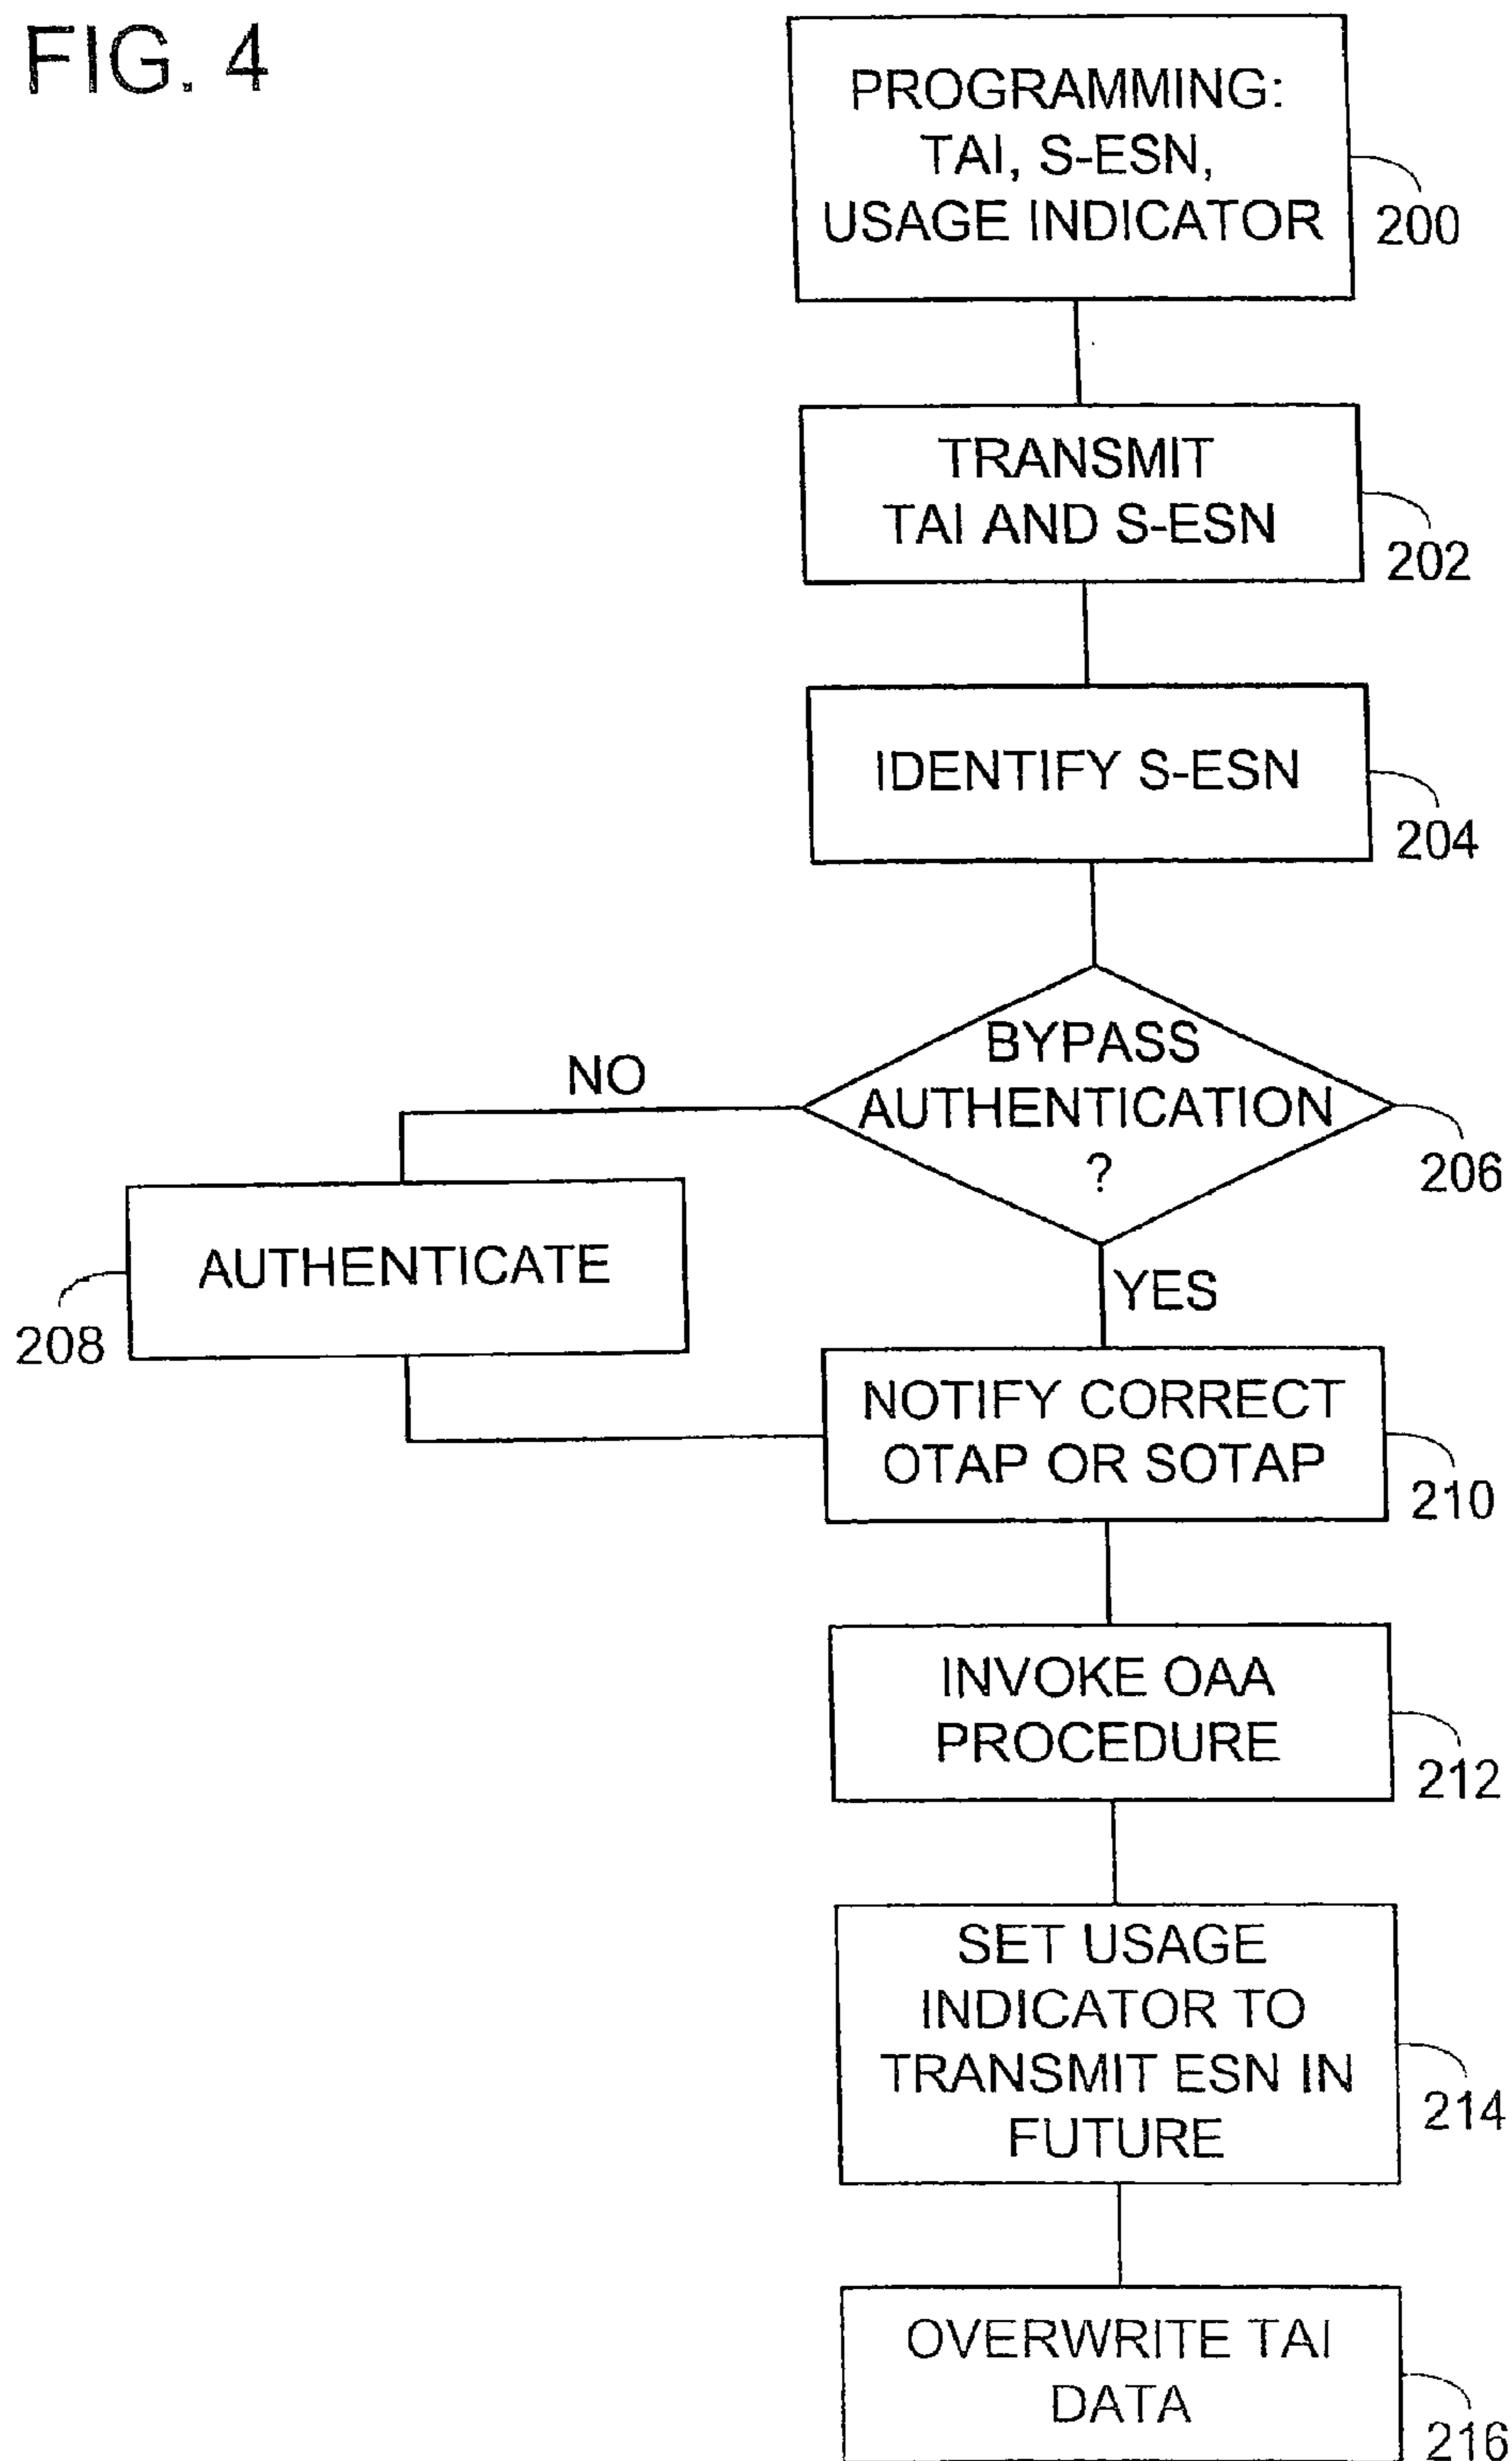 FIG. 4
PROGRAMMING:
TAI, S-ESN,
USAGE INDICATOR
200
TRANSMIT
TAI AND S-ESN
202
IDENTIFY S-ESN
204
BYPASS
AUTHENTICATION
?
206
NO
AUTHENTICATE
208
YES
NOTIFY CORRECT
OTAP OR SOTAP
210
INVOKE OAA
PROCEDURE
212
SET USAGE
INDICATOR TO
TRANSMIT ESN IN
FUTURE
214
OVERWRITE TAI
DATA
216